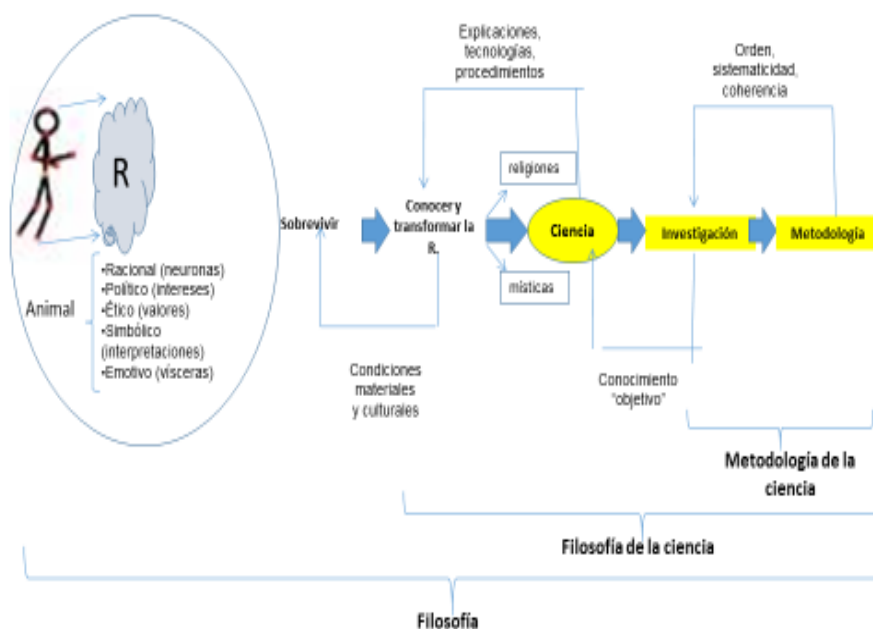 Explicaciones,
tecnologías,
procedimientos
Orden,
sistematicidad,
coherencia
R
religiones
Sobrevivir
Conocer y
transformar la
R.
Ciencia
Investigación
Metodología
místicas
Animal
•Racional (neuronas)
•Político (intereses)
•Ético (valores)
•Simbólico
(interpretaciones)
•Emotivo (vísceras)
Condiciones
materiales
y culturales
Conocimiento
"objetivo"
Metodología de la
ciencia
Filosofía de la ciencia
Filosofía